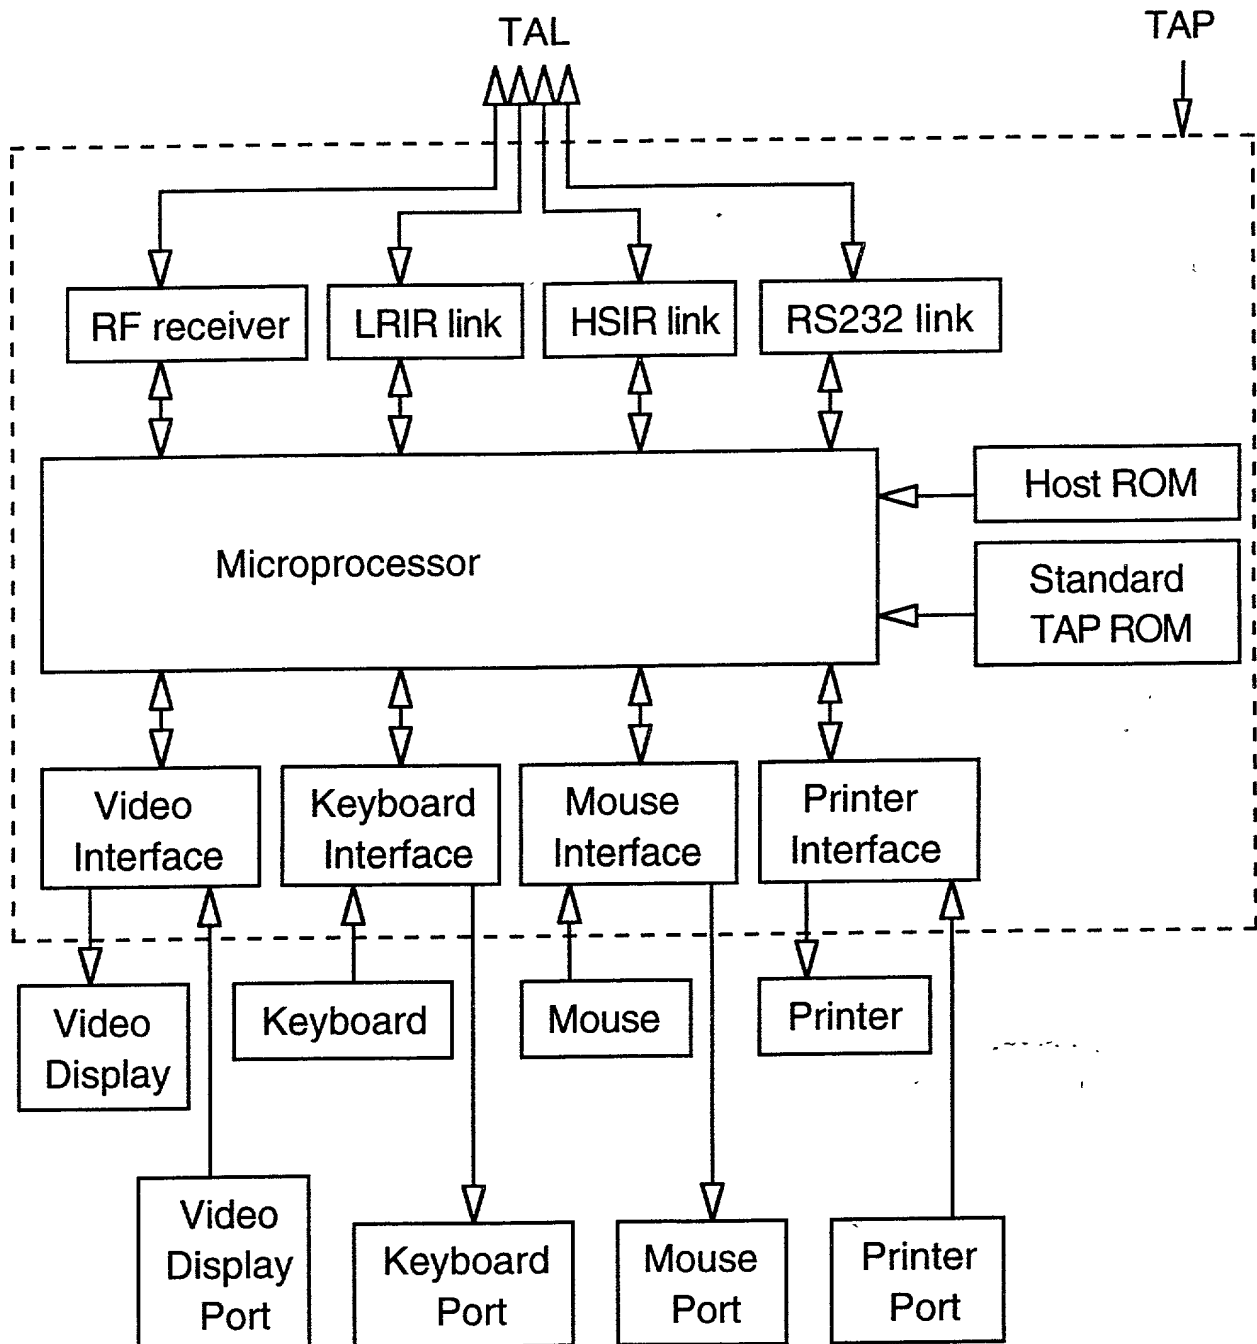 TAL
TAP
RF receiver
LRIR link
HSIR link
RS232 link
Host ROM
Microprocessor
Standard
TAP ROM
Video
Interface
Keyboard
Interface
Mouse
Interface
Printer
Interface
Video
Display
Keyboard
Mouse
Printer
Video
Display
Port
Keyboard
Port
Mouse
Port
Printer
Port